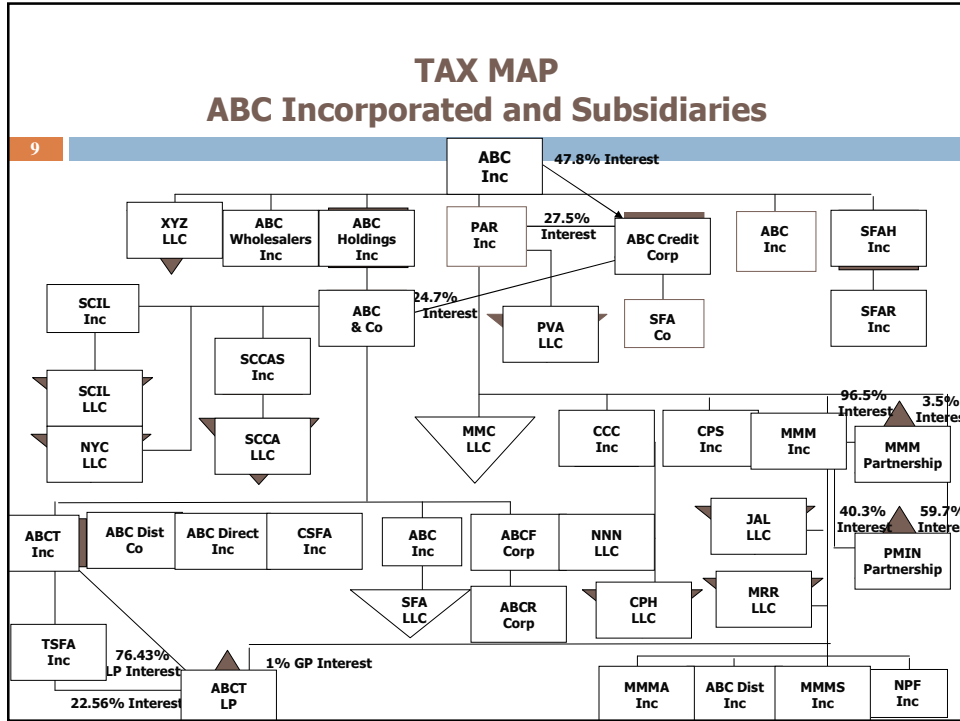 TAX MAP
ABC Incorporated and Subsidiaries
9
ABC
Inc
47.8% Interest
XYZ
LLC
ABC
Wholesalers
Inc
ABC
Holdings
Inc
PAR
Inc
27.5%
Interest
ABC Credit
Corp
ABC
Inc
SFAH
Inc
SCIL
Inc
ABC
& Co
24.7%
Interest
PVA
LLC
SFA
Co
SFAR
Inc
SCCAS
Inc
SCIL
LLC
NYC
LLC
SCCA
LLC
MMC
LLC
CCC
Inc
CPS
Inc
MMM
Inc
96.5%
Interest
3.5%
Interes
MMM
Partnership
ABCT
Inc
ABC Dist
Co
ABC Direct
Inc
CSFA
Inc
ABC
Inc
ABCF
Corp
NNN
LLC
JAL
LLC
40.3%
Interest
59.7%
Interes
PMIN
Partnership
SFA
LLC
ABCR
Corp
CPH
LLC
MRR
LLC
TSFA
Inc
76.43%
LP Interest
1% GP Interest
22.56% Interest
ABCT
LP
MMMA
Inc
ABC Dist
Inc
MMMS
Inc
NPF
Inc